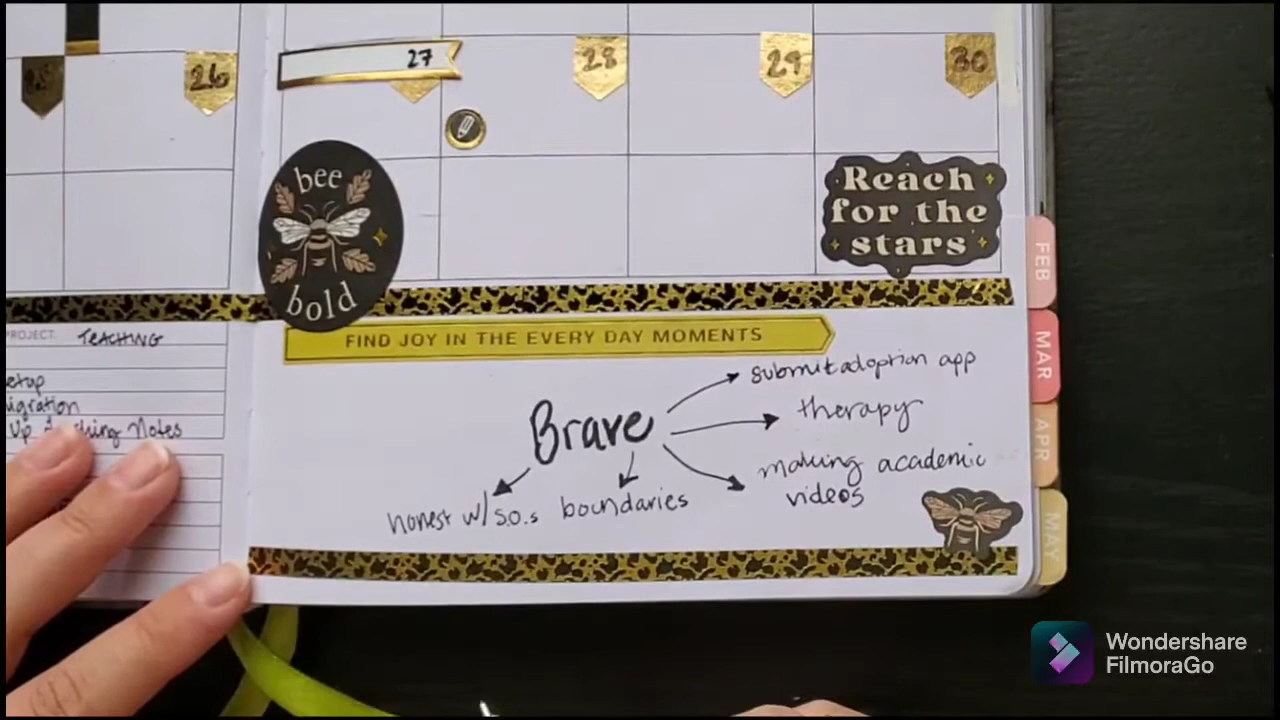 26
27
28
29
30
bee
bold
Reach
for the
stars
FEB
MAR
APR
MAY
PROJECT: TEACHING
etup
igration
Up Notes
FIND JOY IN THE EVERY DAY MOMENTS
Brave
submit adoption app
therapy
making academic
videos
boundaries
honest w/ S.O.s
Wondershare
FilmoraGo